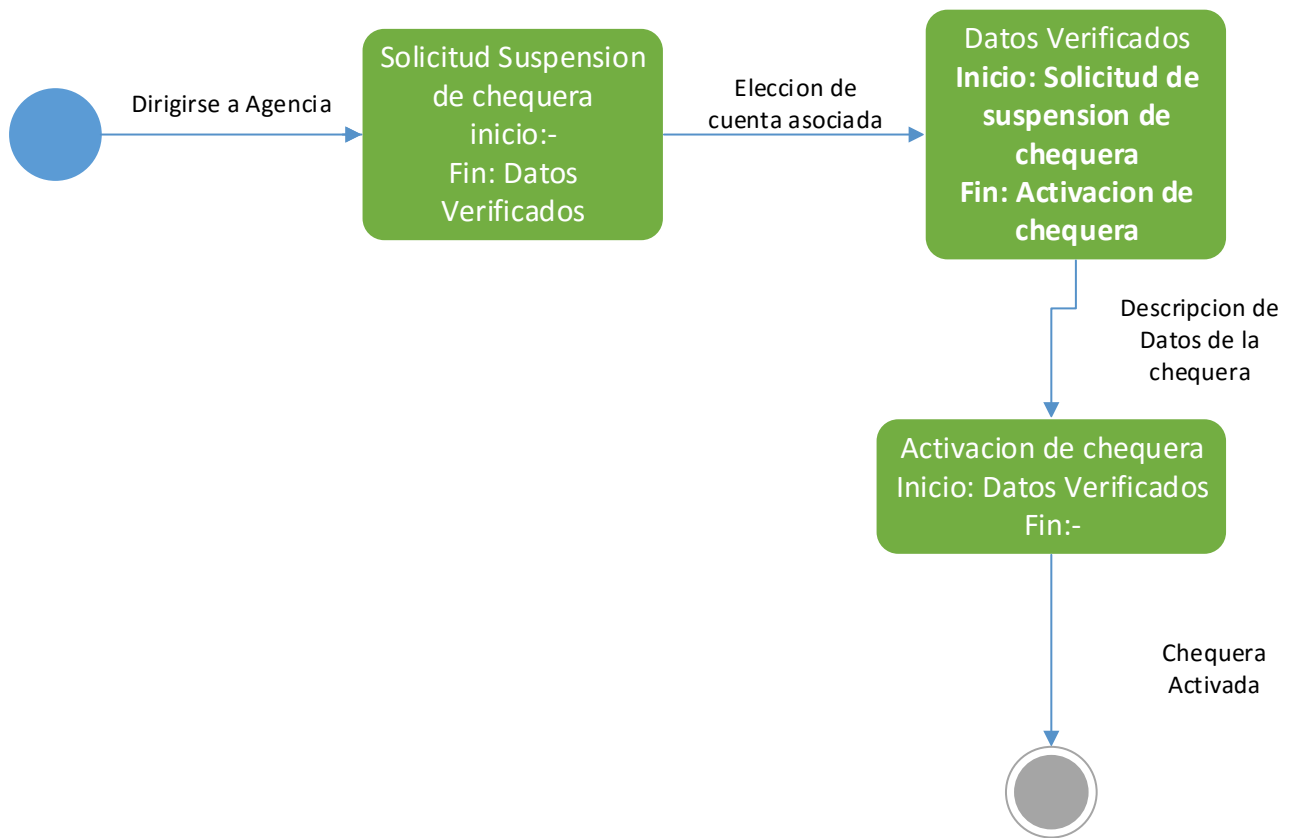 Dirigirse a Agencia
Solicitud Suspension
de chequera
inicio:-
Fin: Datos
Verificados
Eleccion de
cuenta asociada
Datos Verificados
Inicio: Solicitud de
suspension de
chequera
Fin: Activacion de
chequera
Descripcion de
Datos de la
chequera
Activacion de chequera
Inicio: Datos Verificados
Fin:-
Chequera
Activada